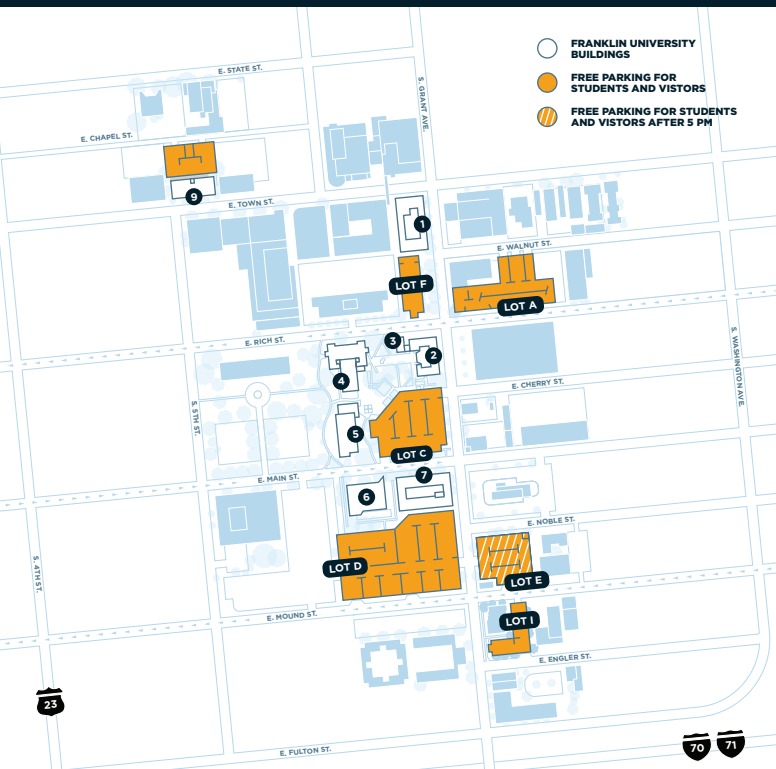 FRANKLIN UNIVERSITY
BUILDINGS
FREE PARKING FOR
STUDENTS AND VISTORS
FREE PARKING FOR STUDENTS
AND VISTORS AFTER 5 PM
E. STATE ST.
S. GRANT AVE.
E. CHAPEL ST.
9
E. TOWN ST.
1
E. WALNUT ST.
LOT F
LOT A
E. RICH ST.
3
2
S. WASHINGTON AVE.
4
E. CHERRY ST.
S. 5TH ST.
5
LOT C
E. MAIN ST.
7
6
E. NOBLE ST.
S. 4TH ST.
LOT D
LOT E
E. MOUND ST.
LOT I
E. ENGLER ST.
23
70
71
E. FULTON ST.